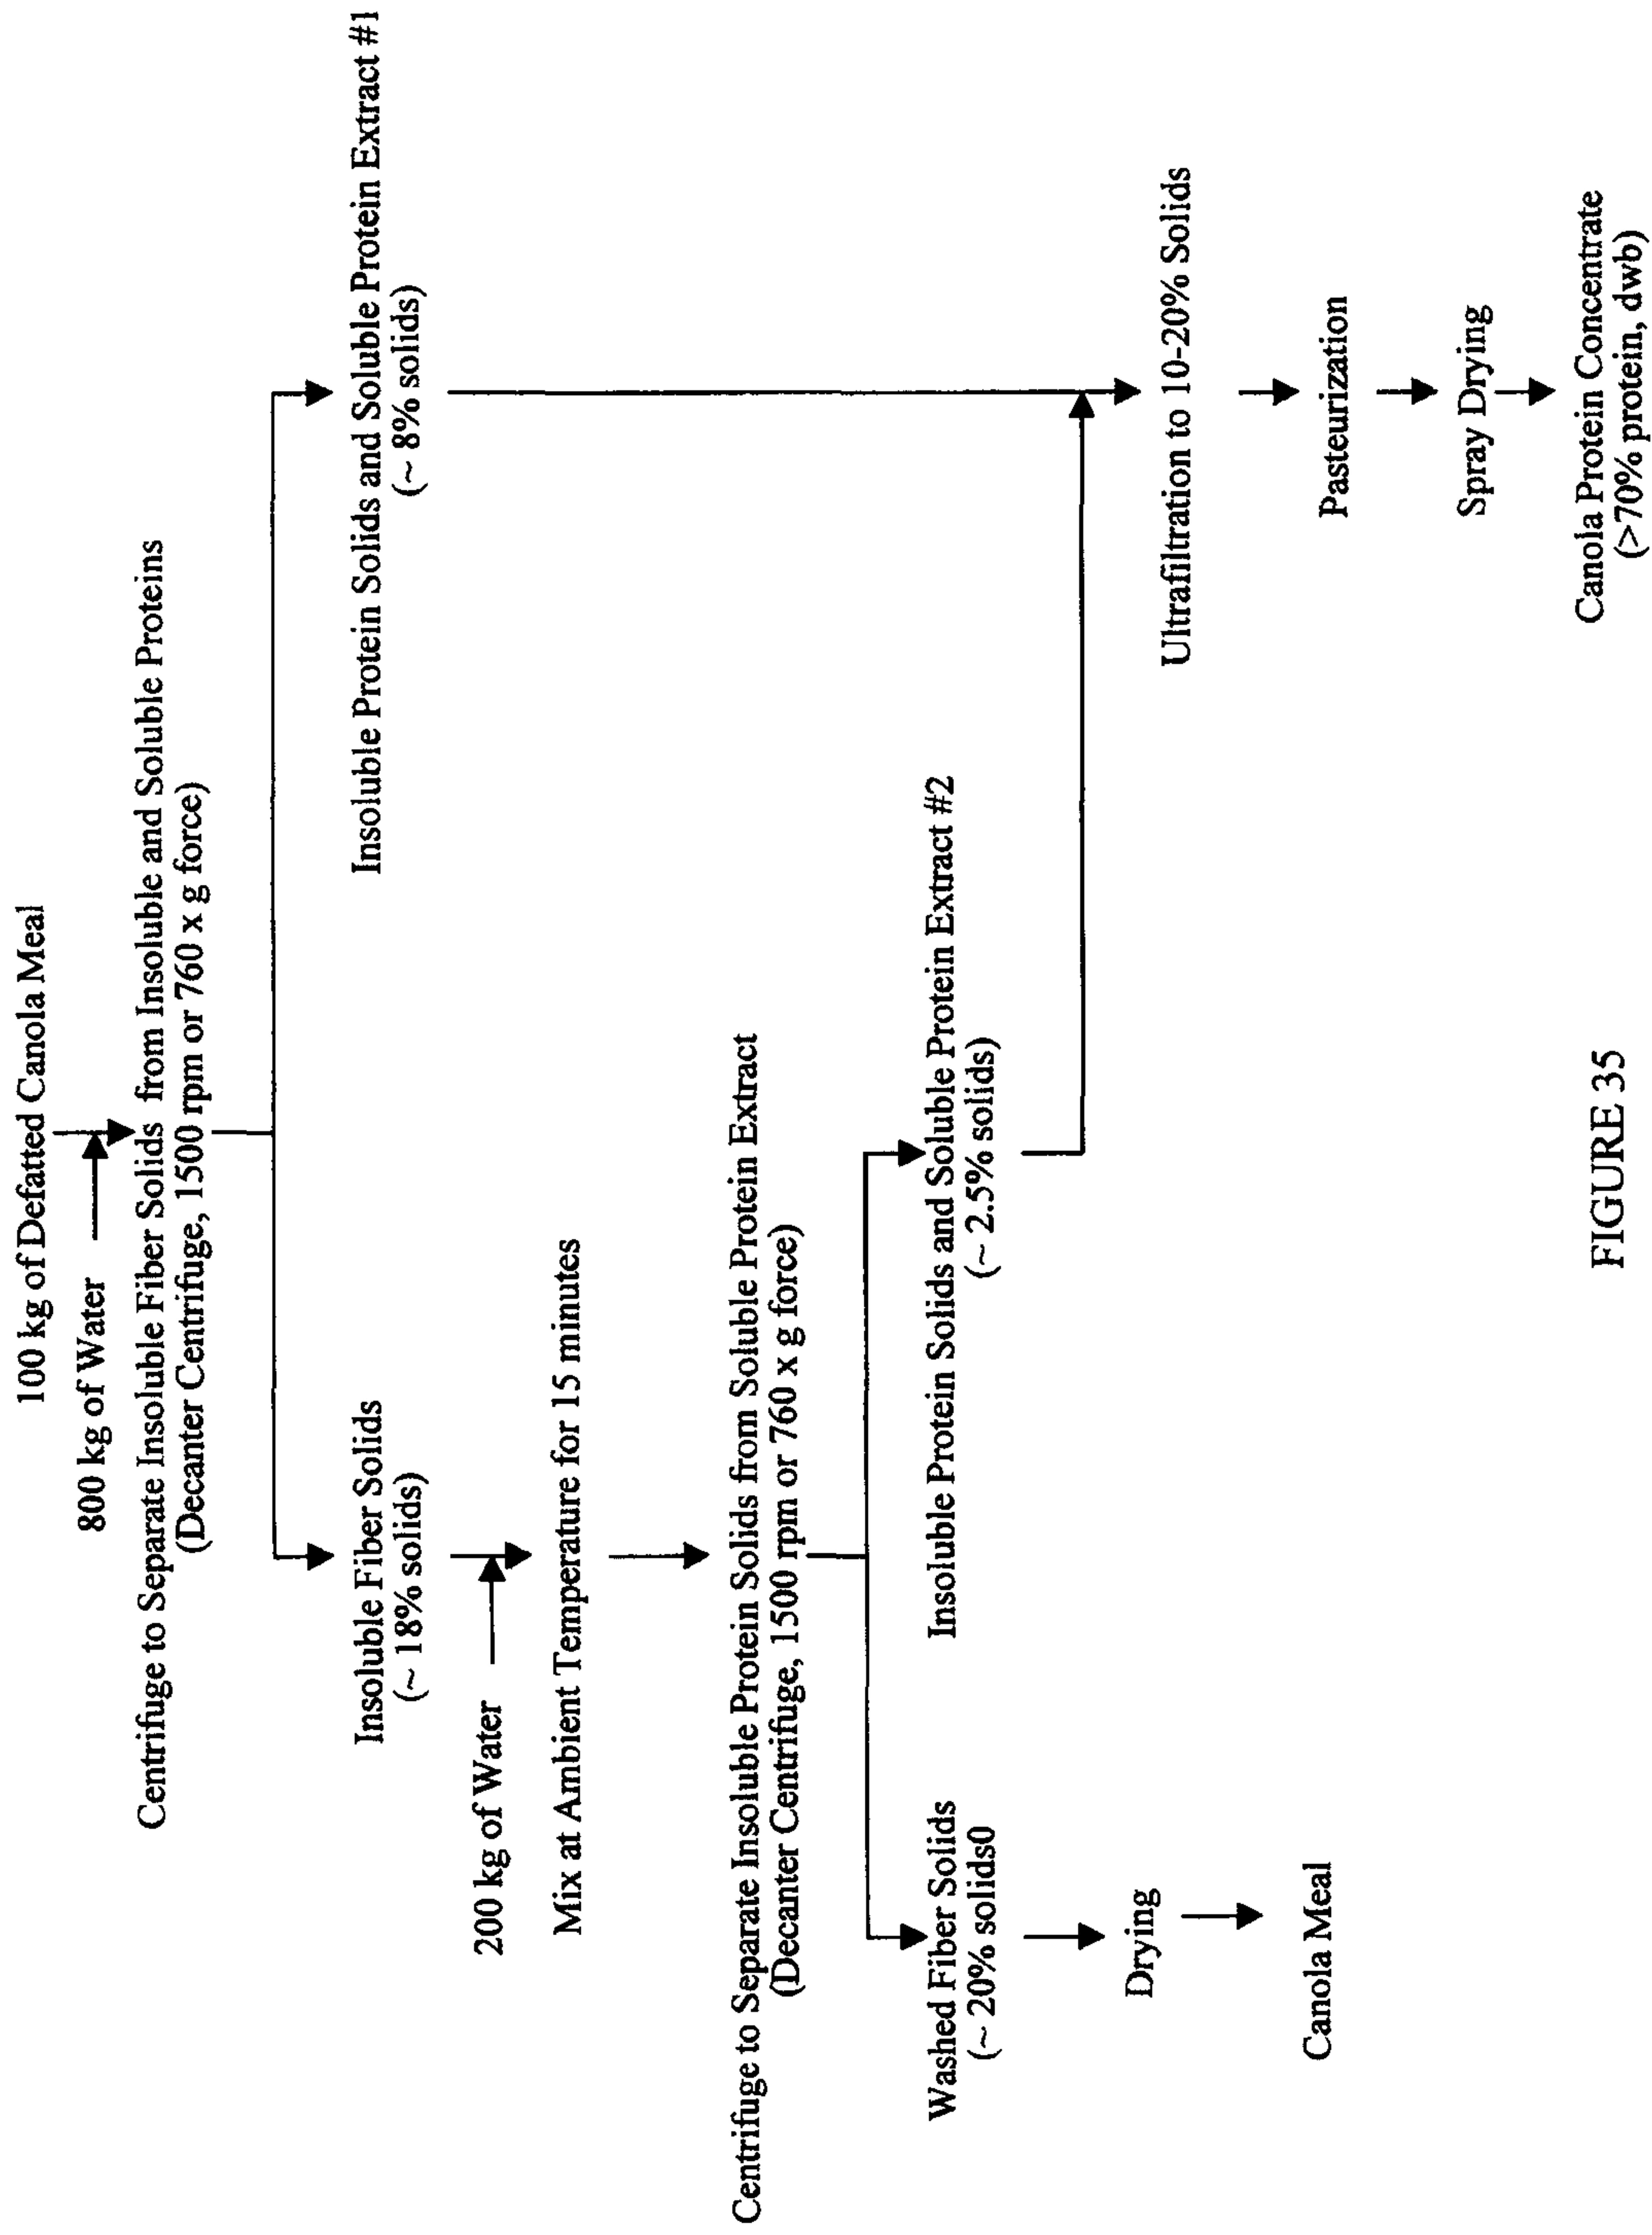 100 kg of Defatted Canola Meal
800 kg of Water
Centrifuge to Separate Insoluble Fiber Solids from Insoluble and Soluble Proteins
(Decanter Centrifuge, 1500 rpm or 760 x g force)
Insoluble Fiber Solids
(~ 18% solids)
Insoluble Protein Solids and Soluble Protein Extract #1
(~ 8% solids)
200 kg of Water
Mix at Ambient Temperature for 15 minutes
Centrifuge to Separate Insoluble Protein Solids from Soluble Protein Extract
(Decanter Centrifuge, 1500 rpm or 760 x g force)
Washed Fiber Solids
(~ 20% solids0
Insoluble Protein Solids and Soluble Protein Extract #2
(~ 2.5% solids)
Drying
Canola Meal
Ultrafiltration to 10-20% Solids
Pasteurization
Spray Drying
Canola Protein Concentrate
(>70% protein, dwb)
FIGURE 35